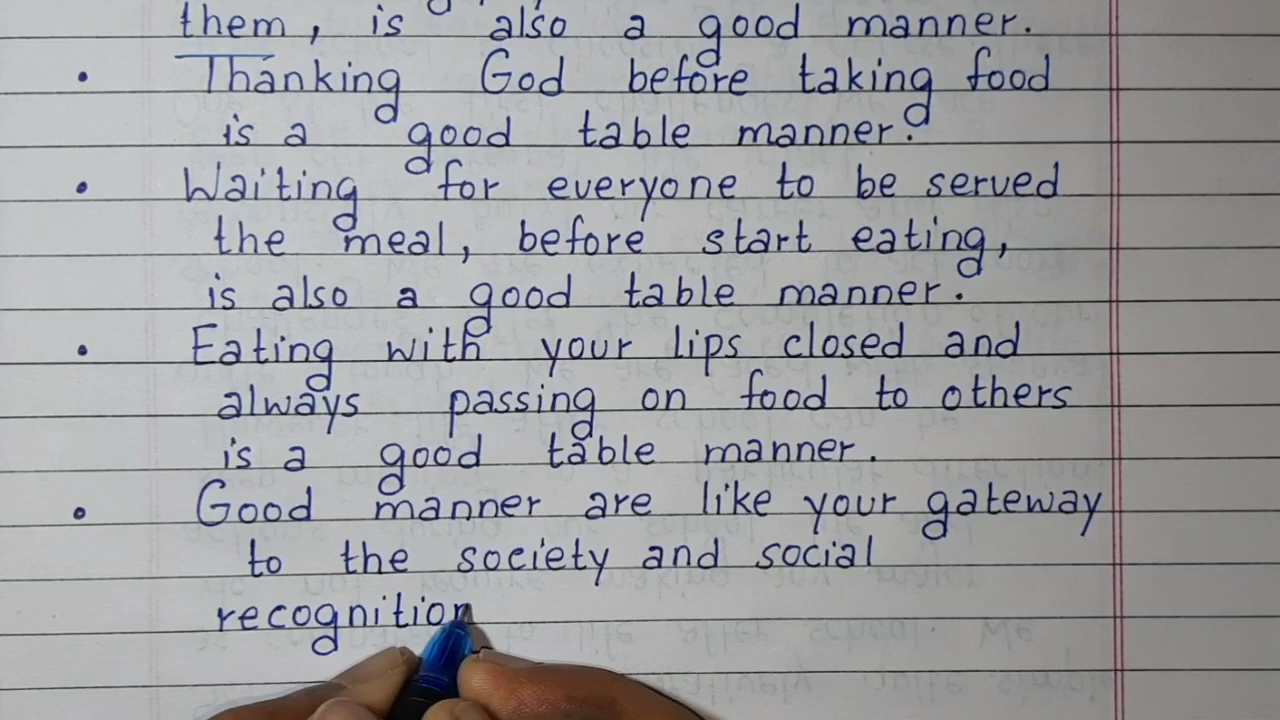 them, is also a good manner.
• Thanking God before taking food
is a good table manner.
• Waiting for everyone to be served
the meal, before start eating,
is also a good table manner.
• Eating with your lips closed and
always passing on food to others
is a good table manner.
• Good manner are like your gateway
to the society and social
recognition